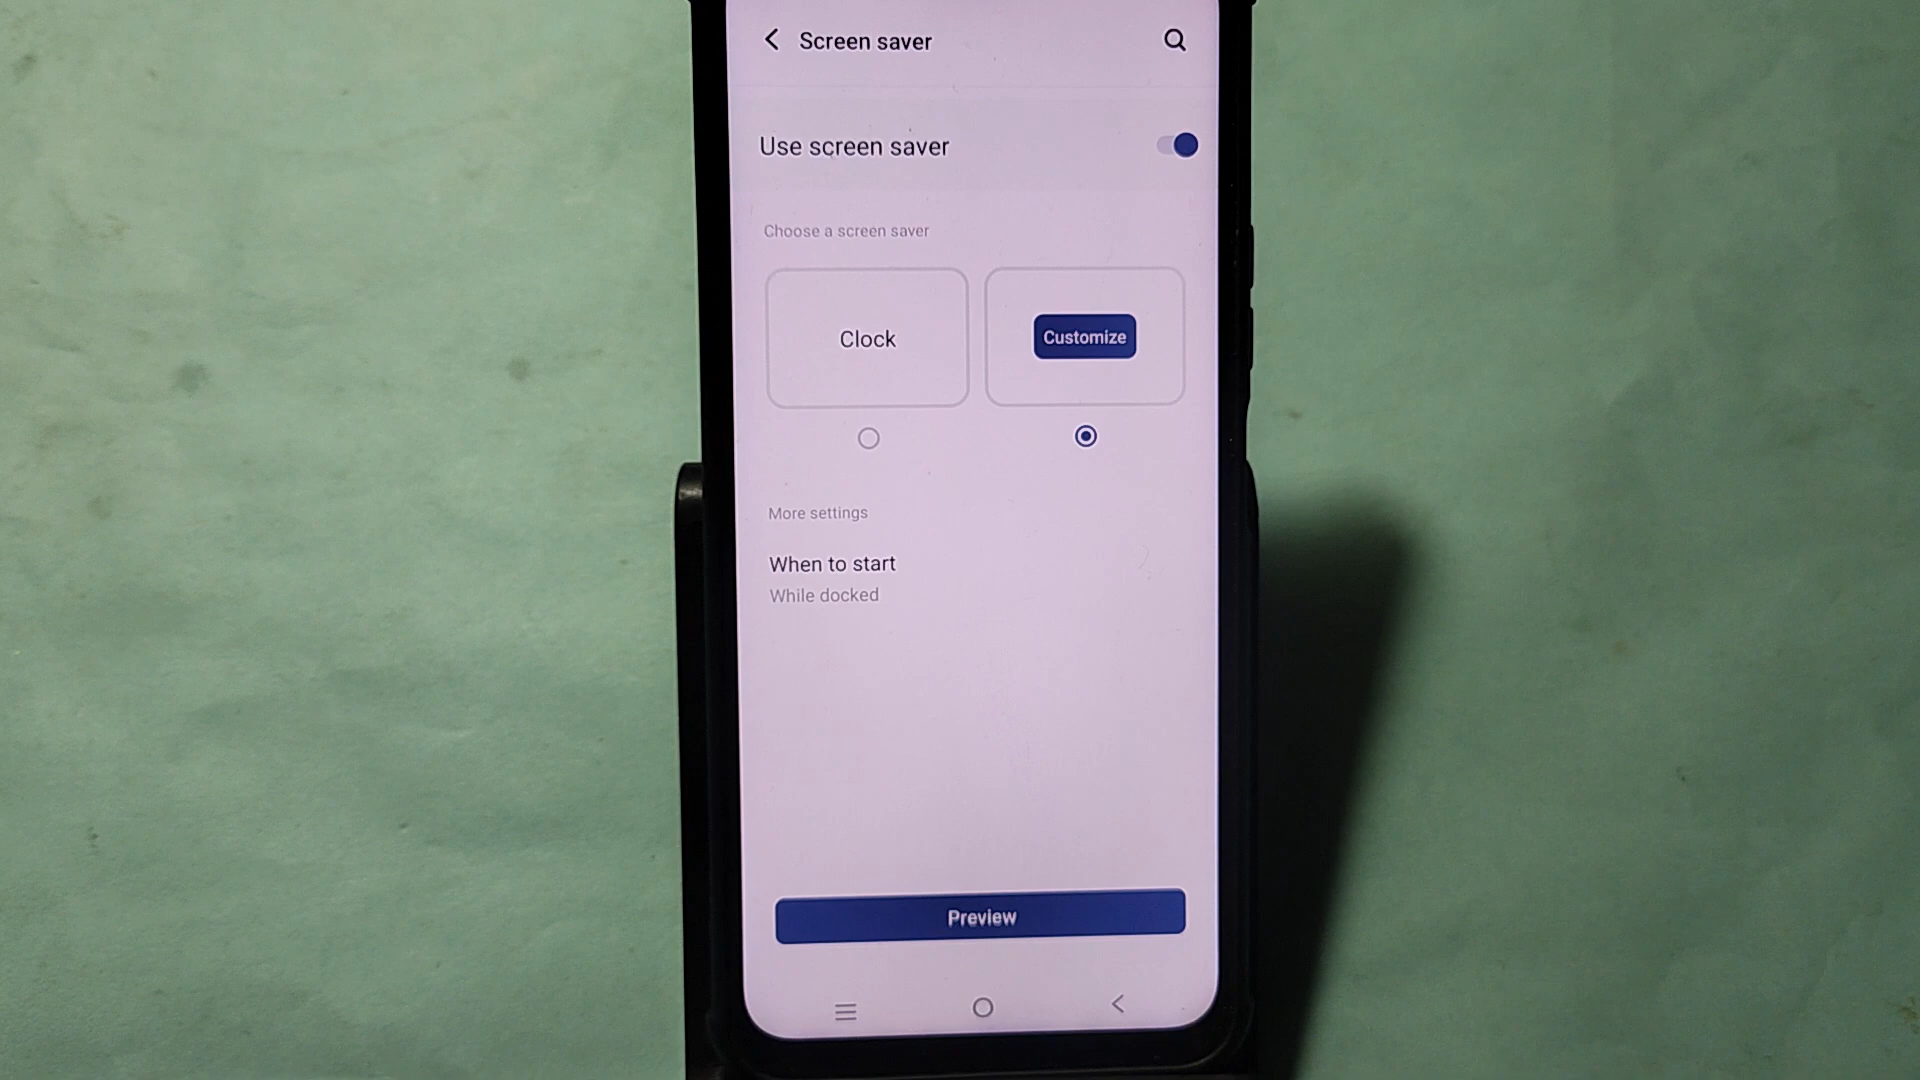 Screen saver
Use screen saver
Choose a screen saver
Clock
Customize
More settings
When to start
While docked
Preview